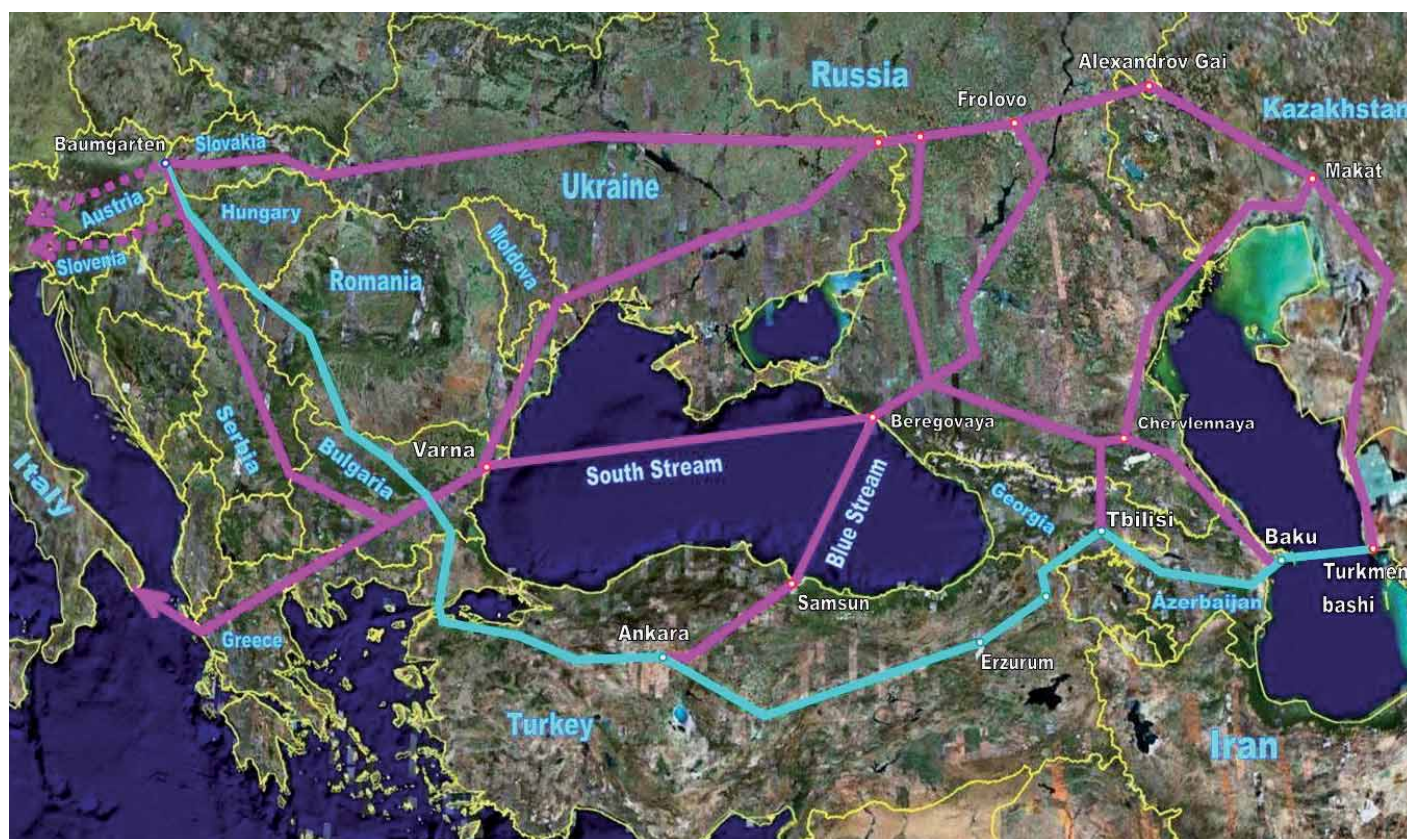 Alexandrov Gai
Russia
Frolovo
Kazakhstan
Baumgarten
Slovakia
Makat
Ukraine
Austria
Hungary
Moldova
Slovenia
Romania
Beregovaya
Chervlennaya
Varna
Serbia
Bulgaria
South Stream
Italy
Blue Stream
Georgia
Tbilisi
Baku
Turkmen
bashi
Samsun
Azerbaijan
Ankara
Greece
Erzurum
Turkey
Iran